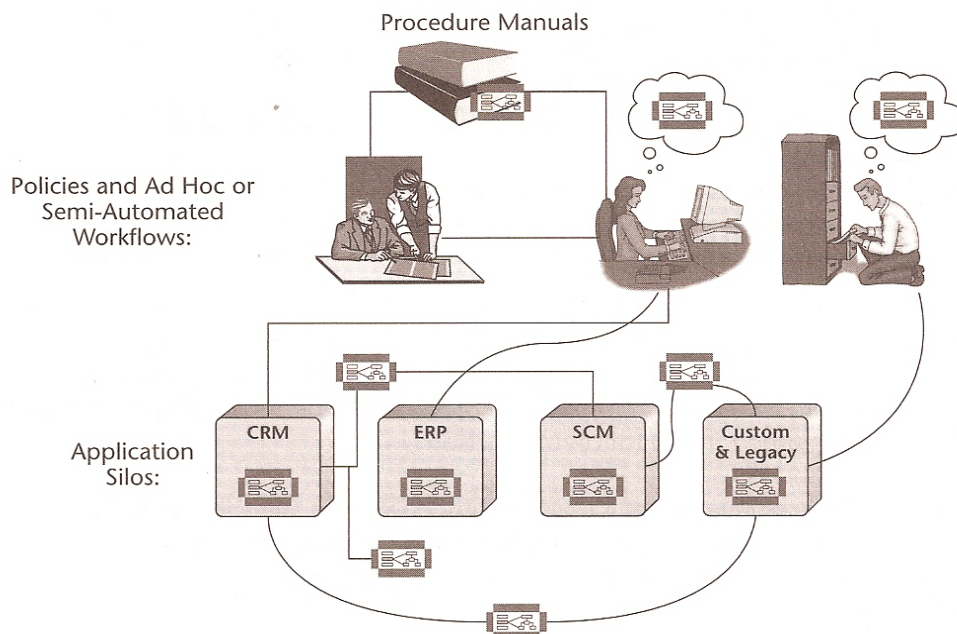 Procedure Manuals
Policies and Ad Hoc or
Semi-Automated
Workflows:
Application
Silos:
CRM
ERP
SCM
Custom
& Legacy